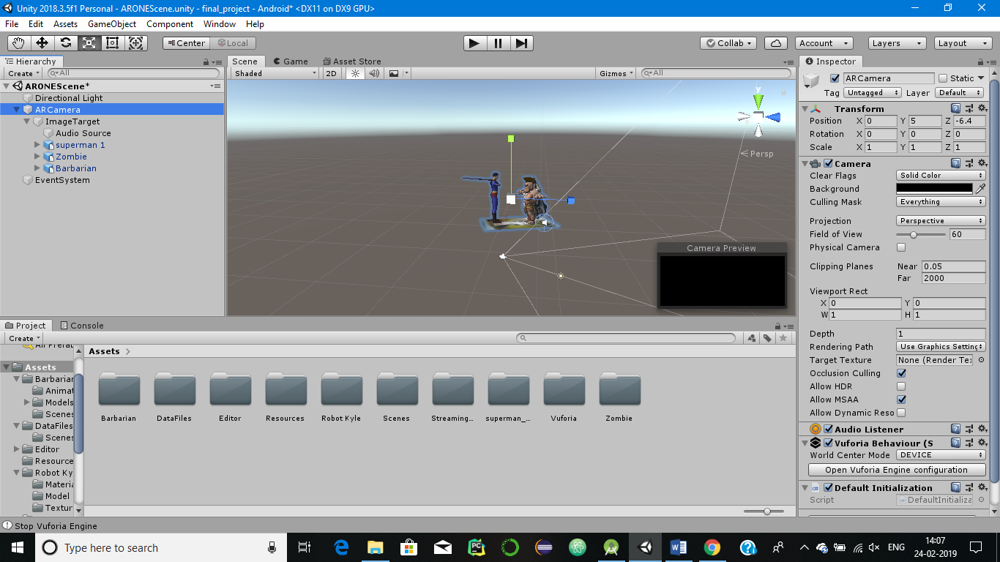 Unity 2018.3.5f1 Personal - ARONEScene.unity - final_project - Android* <DX11 on DX9 GPU>
File Edit Assets GameObject Component Window Help
Center Local Collab Account Layers Layout
Hierarchy
Create All
ARONEScene*
Directional Light
ARCamera
ImageTarget
Audio Source
superman 1
Zombie
Barbarian
EventSystem
Scene Game Asset Store
Shaded 2D Gizmos All
y
Persp
Camera Preview
Inspector
ARCamera Static
Tag Untagged Layer Default
Transform
Position X 0 Y 5 Z -6.4
Rotation X 0 Y 0 Z 0
Scale X 1 Y 1 Z 1
Camera
Clear Flags Solid Color
Background
Culling Mask Everything
Projection Perspective
Field of View 60
Physical Camera
Clipping Planes Near 0.05
Far 2000
Viewport Rect
X 0 Y 0
W 1 H 1
Depth 1
Rendering Path Use Graphics Setting
Target Texture None (Render Te
Occlusion Culling
Allow HDR
Allow MSAA
Allow Dynamic Reso
Audio Listener
Vuforia Behaviour (S
World Center Mode DEVICE
Open Vuforia Engine configuration
Default Initialization
Script DefaultInitializa
Project Console
Create
All Prefab
Assets
Barbarian
Animat
Models
Scenes
DataFiles
Scenes
Editor
Resource
Robot Ky
Materia
Model
Textur
Assets
Barbarian DataFiles Editor Resources Robot Kyle Scenes Streaming... superman_... Vuforia Zombie
Stop Vuforia Engine
Type here to search
ENG
14:07
24-02-2019